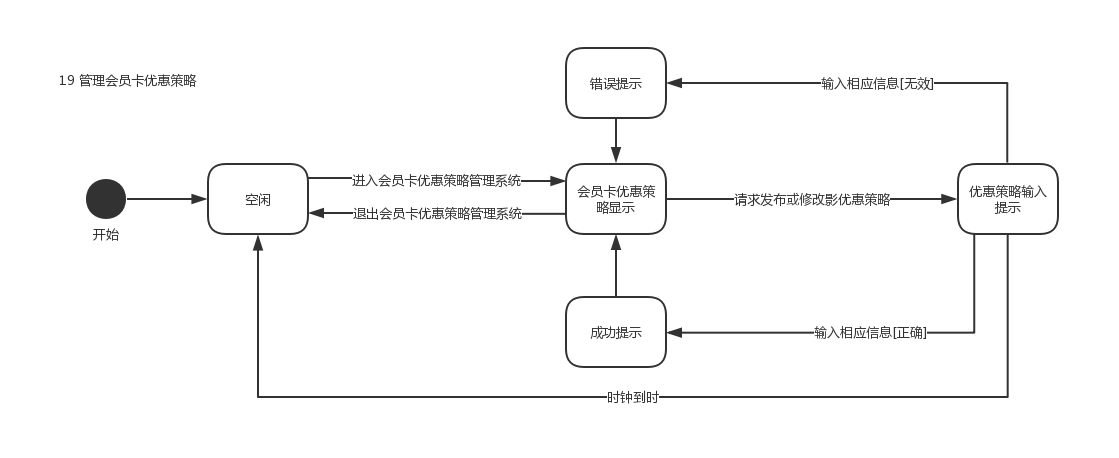 错误提示
19 管理会员卡优惠策略
输入相应信息[无效]
空闲
进入会员卡优惠策略管理系统
会员卡优惠策
略显示
请求发布或修改影优惠策略
优惠策略输入
提示
退出会员卡优惠策略管理系统
开始
成功提示
输入相应信息[正确]
时钟到时